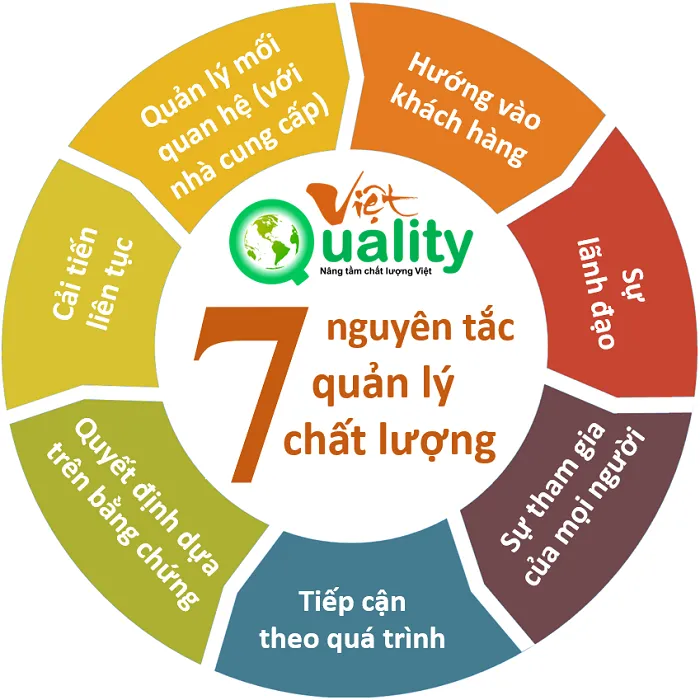 Việt
Quality
Nâng tầm chất lượng Việt
7
nguyên tắc
quản lý
chất lượng
Hướng vào
khách hàng
Sự
lãnh đạo
Sự tham gia
của mọi người
Tiếp cận
theo quá trình
Quyết định dựa
trên bằng chứng
Cải tiến
liên tục
Quản lý mối
quan hệ (với
nhà cung cấp)